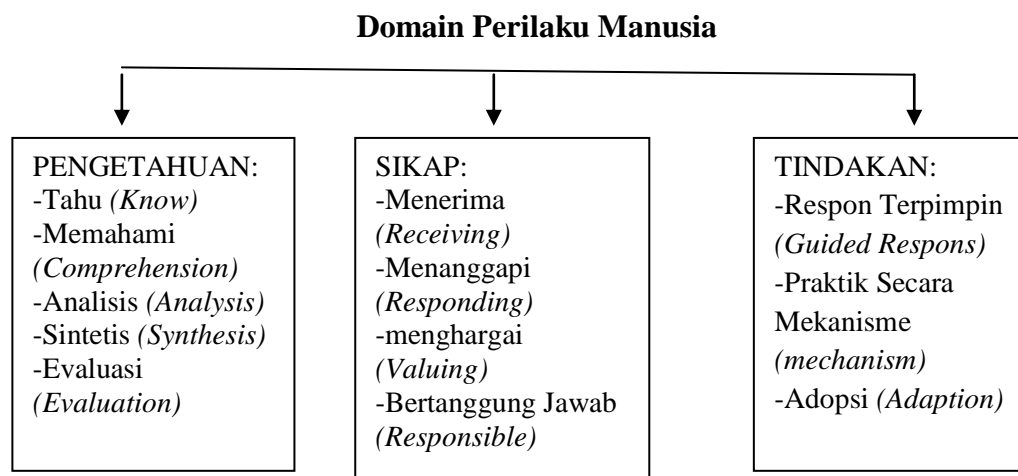 Domain Perilaku Manusia
PENGETAHUAN:
-Tahu (Know)
-Memahami
(Comprehension)
-Analisis (Analysis)
-Sintetis (Synthesis)
-Evaluasi
(Evaluation)
SIKAP:
-Menerima
(Receiving)
-Menanggapi
(Responding)
-menghargai
(Valuing)
-Bertanggung Jawab
(Responsible)
TINDAKAN:
-Respon Terpimpin
(Guided Respons)
-Praktik Secara
Mekanisme
(mechanism)
-Adopsi (Adaption)